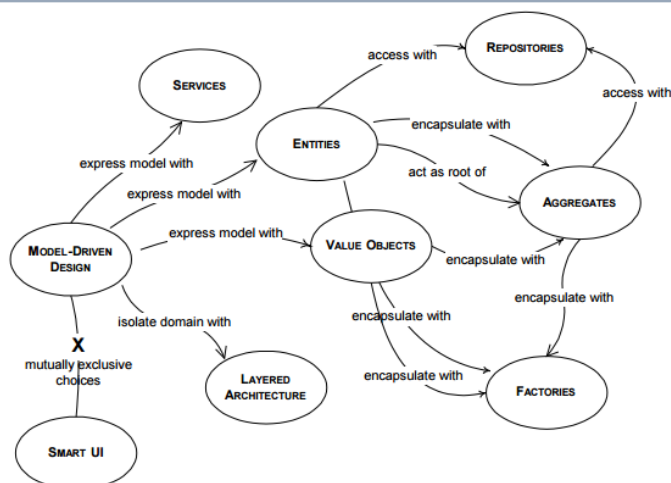 REPOSITORIES
access with
SERVICES
access with
encapsulate with
ENTITIES
express model with
act as root of
express model with
AGGREGATES
express model with
VALUE OBJECTS
MODEL-DRIVEN
DESIGN
encapsulate with
encapsulate with
encapsulate with
isolate domain with
X
mutually exclusive
choices
encapsulate with
LAYERED
ARCHITECTURE
FACTORIES
SMART UI